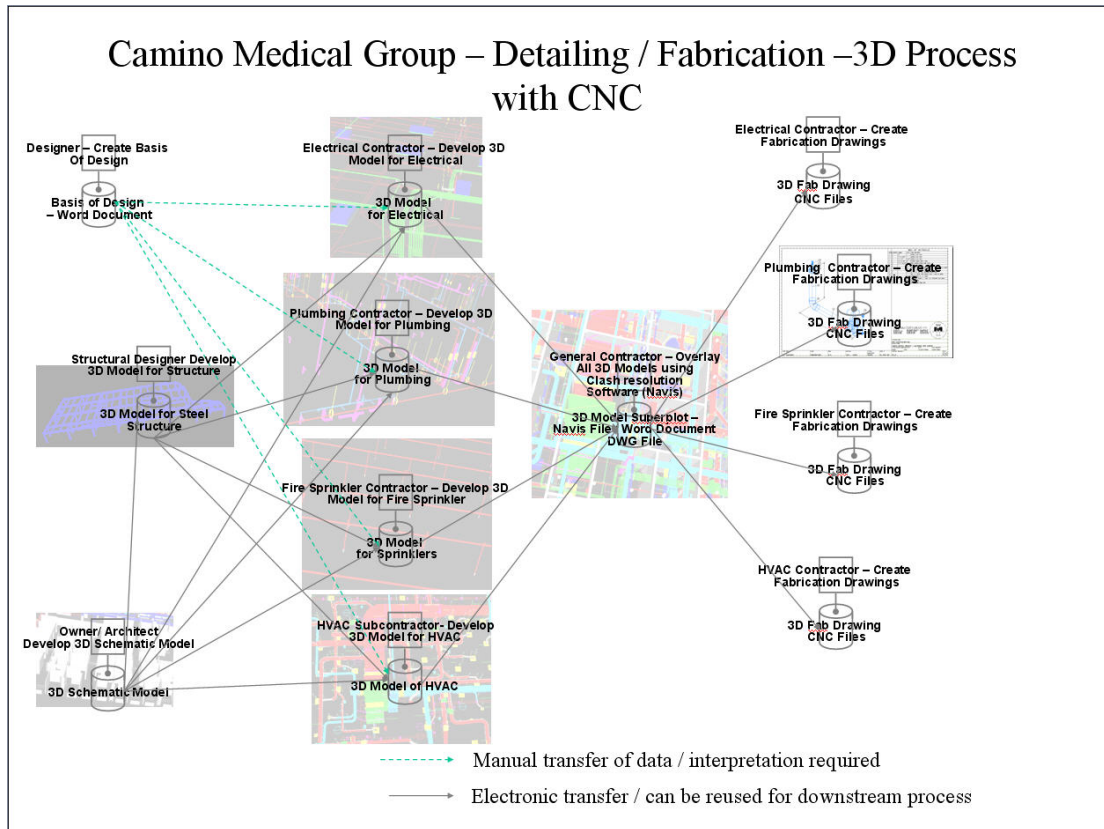 Camino Medical Group – Detailing / Fabrication –3D Process
with CNC
Designer – Create Basis
Of Design
Basis of Design
– Word Document
Structural Designer Develop
3D Model for Structure
3D Model for Steel
Structure
Owner/ Architect
Develop 3D Schematic Model
3D Schematic Model
Electrical Contractor – Develop 3D
Model for Electrical
3D Model
for Electrical
Plumbing Contractor – Develop 3D
Model for Plumbing
3D Model
for Plumbing
Fire Sprinkler Contractor – Develop 3D
Model for Fire Sprinkler
3D Model
for Sprinklers
HVAC Subcontractor- Develop
3D Model for HVAC
3D Model of HVAC
General Contractor – Overlay
All 3D Models using
Clash resolution
Software (Navis)
3D Model Superplot –
Navis File Word Document
DWG File
Electrical Contractor – Create
Fabrication Drawings
3D Fab Drawing
CNC Files
Plumbing Contractor – Create
Fabrication Drawings
3D Fab Drawing
CNC Files
Fire Sprinkler Contractor – Create
Fabrication Drawings
3D Fab Drawing
CNC Files
HVAC Contractor – Create
Fabrication Drawings
3D Fab Drawing
CNC Files
Manual transfer of data / interpretation required
Electronic transfer / can be reused for downstream process